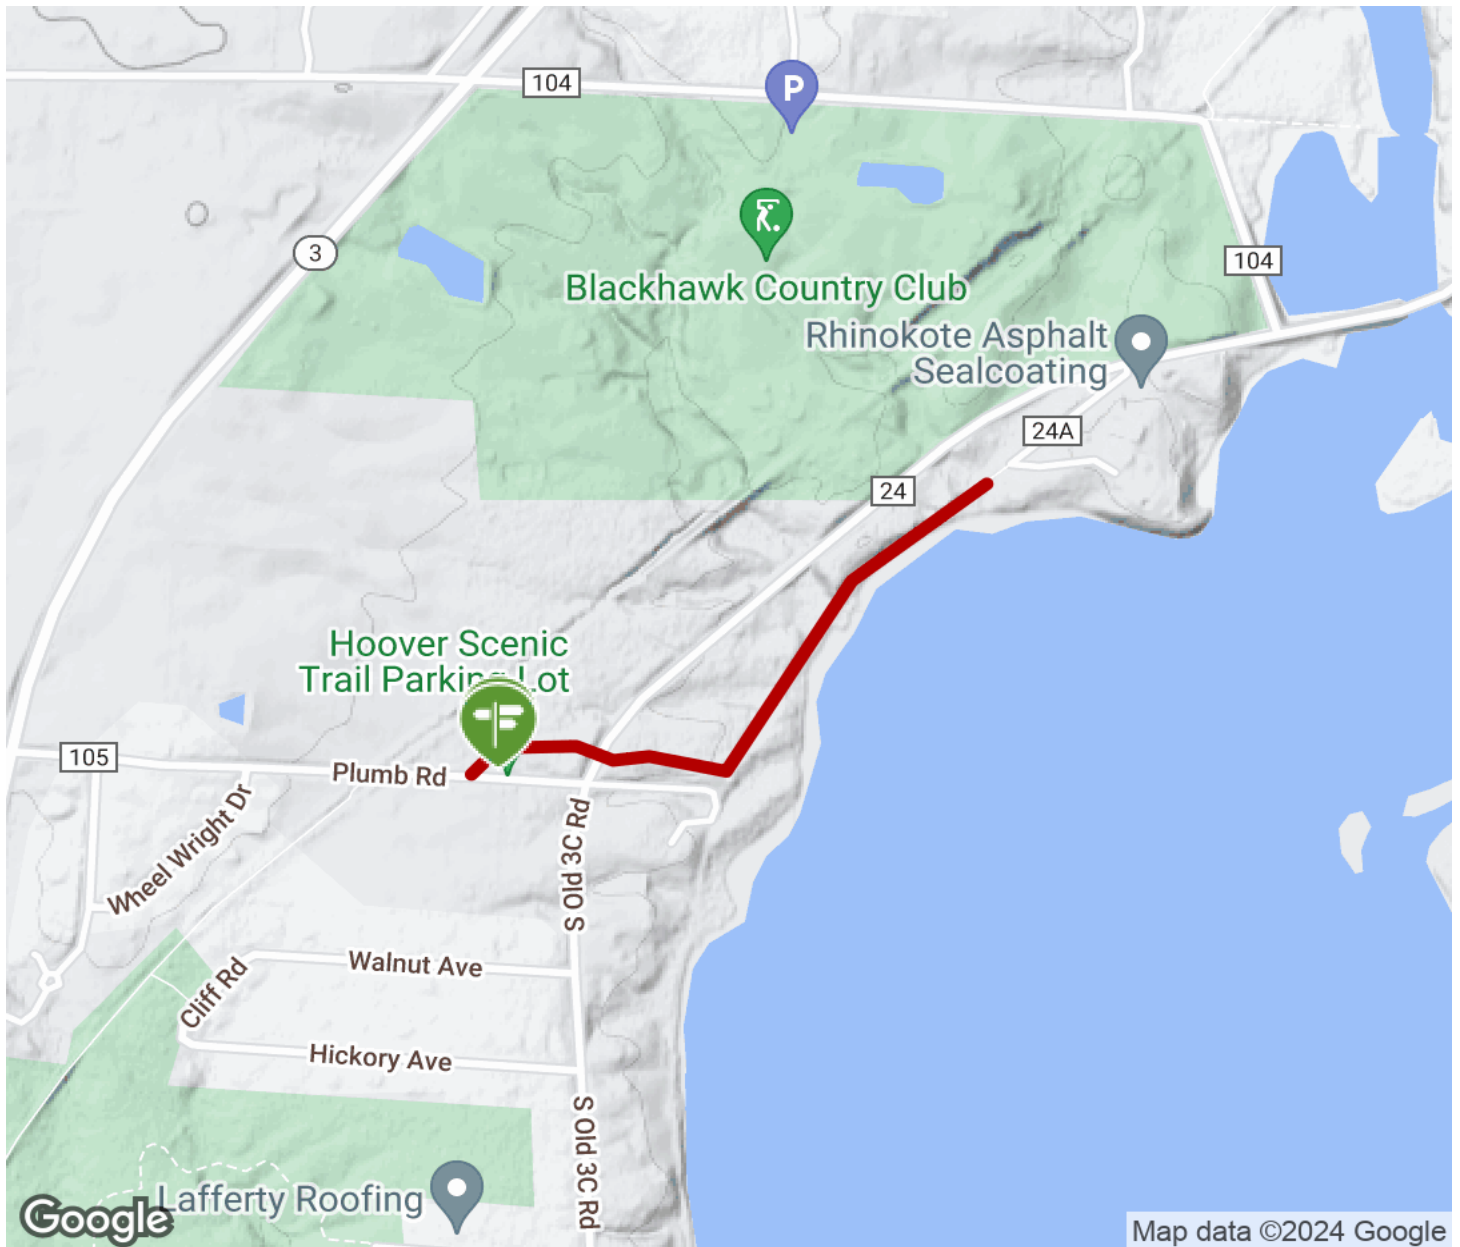 104
P
3
104
Blackhawk Country Club
Rhinokote Asphalt
Sealcoating
24A
24
Hoover Scenic
Trail Parking Lot
105
Plumb Rd
Wheel Wright Dr
S Old 3C Rd
Walnut Ave
Cliff Rd
Hickory Ave
S Old 3C Rd
Lafferty Roofing
Google
Map data ©2024 Google